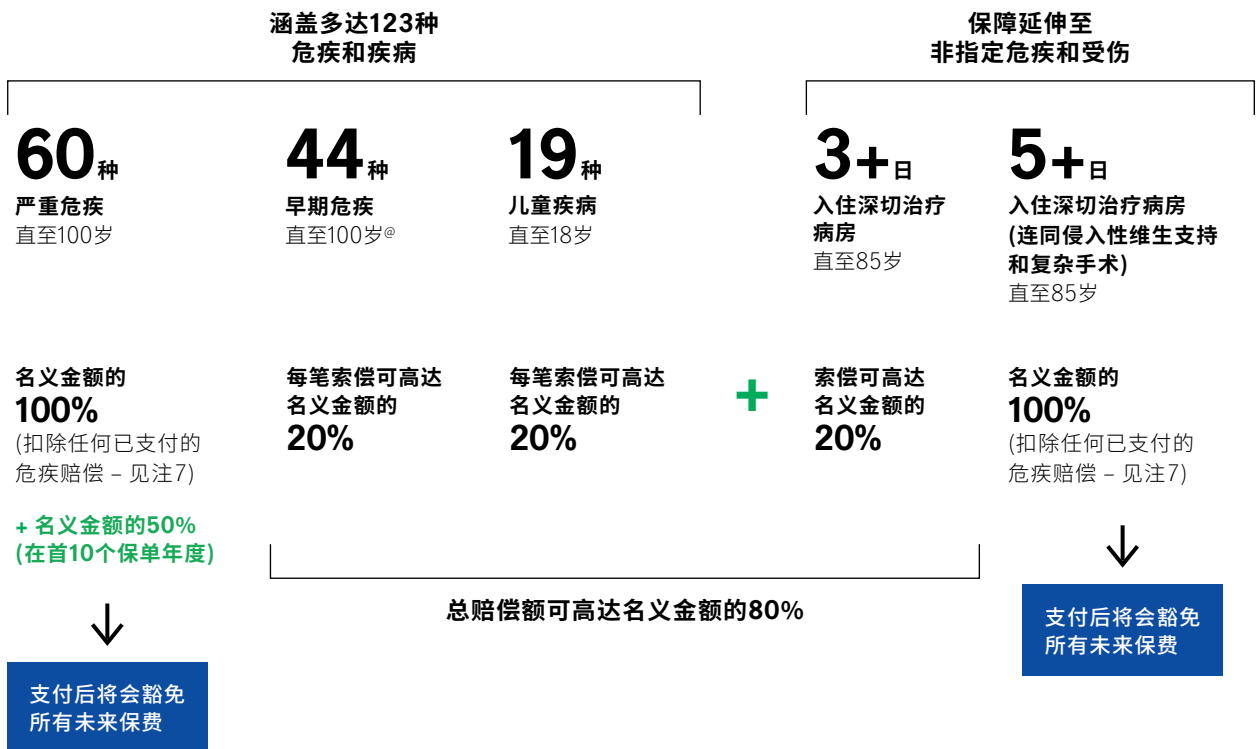 涵盖多达123种
危疾和疾病
保障延伸至
非指定危疾和受伤
60种
严重危疾
直至100岁
44种
早期危疾
直至100岁@
19种
儿童疾病
直至18岁
3+日
入住深切治疗
病房
直至85岁
5+日
入住深切治疗病房
(连同侵入性维生支持
和复杂手术)
直至85岁
名义金额的
100%
(扣除任何已支付的
危疾赔偿 – 见注7)
+ 名义金额的50%
(在首10个保单年度)
每笔索偿可高达
名义金额的
20%
每笔索偿可高达
名义金额的
20%
+
索偿可高达
名义金额的
20%
名义金额的
100%
(扣除任何已支付的
危疾赔偿 – 见注7)
总赔偿额可高达名义金额的80%
支付后将会豁免
所有未来保费
支付后将会豁免
所有未来保费